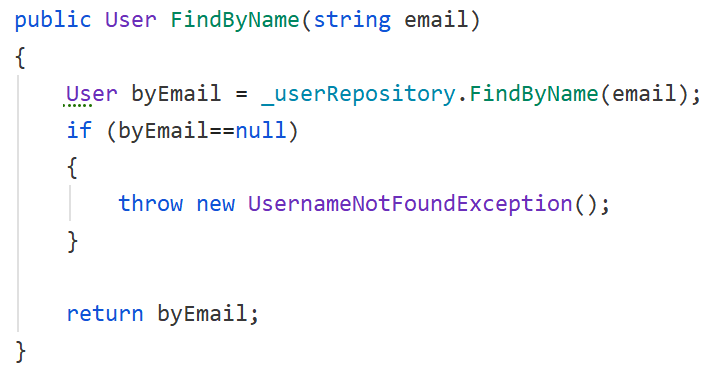 public User FindByName(string email)
{
    User byEmail = _userRepository.FindByName(email);
    if (byEmail==null)
    {
        throw new UsernameNotFoundException();
    }

    return byEmail;
}